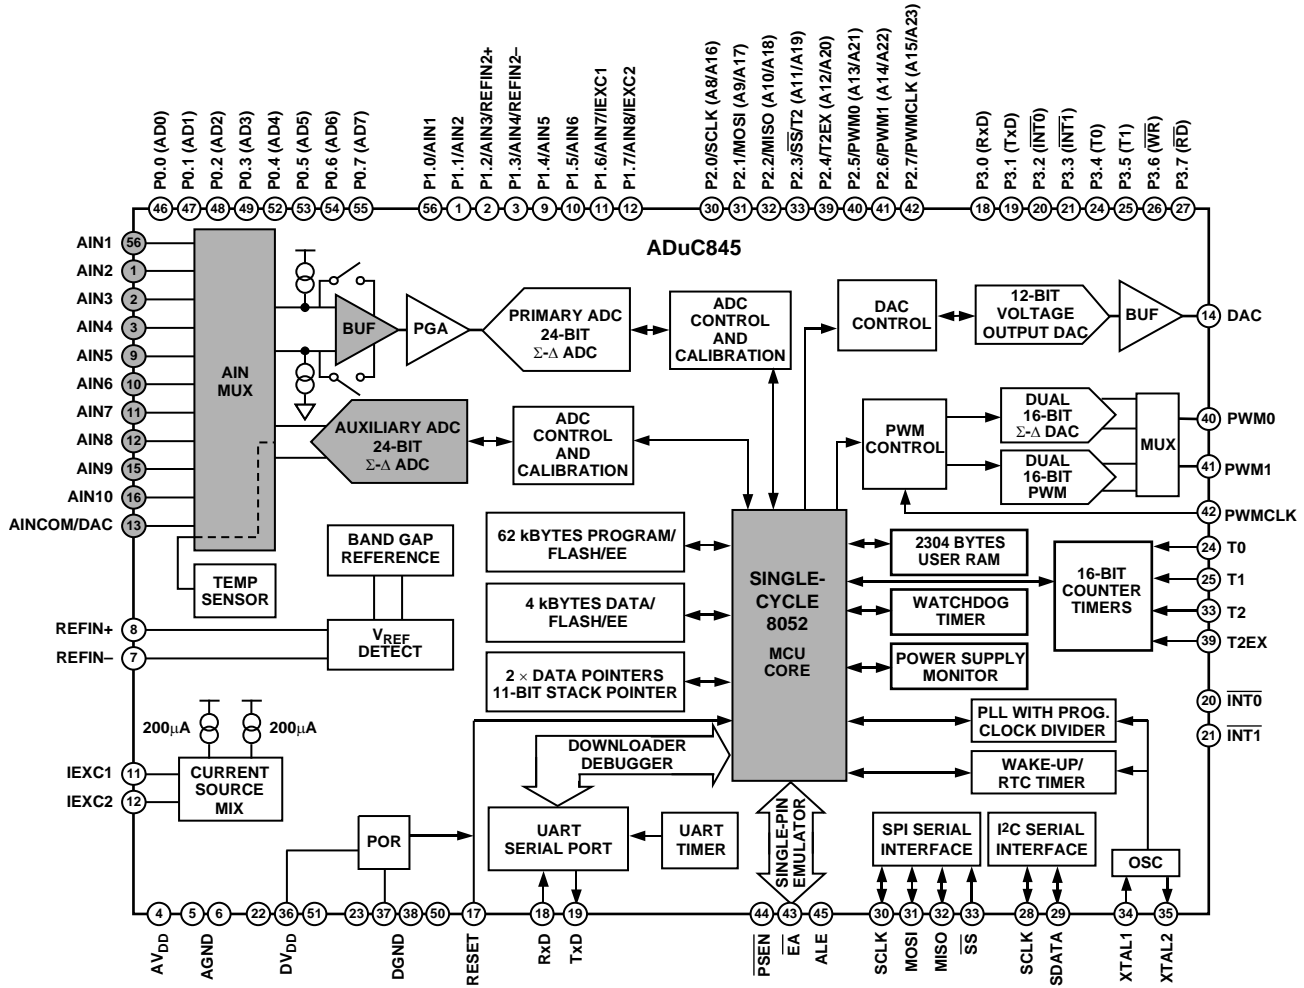 P0.0 (AD0)
P0.1 (AD1)
P0.2 (AD2)
P0.3 (AD3)
P0.4 (AD4)
P0.5 (AD5)
P0.6 (AD6)
P0.7 (AD7)
P1.0/AIN1
P1.1/AIN2
P1.2/AIN3/REFIN2+
P1.3/AIN4/REFIN2–
P1.4/AIN5
P1.5/AIN6
P1.6/AIN7/IEXC1
P1.7/AIN8/IEXC2
P2.0/SCLK (A8/A16)
P2.1/MOSI (A9/A17)
P2.2/MISO (A10/A18)
P2.3/SS/T2 (A11/A19)
P2.4/T2EX (A12/A20)
P2.5/PWM0 (A13/A21)
P2.6/PWM1 (A14/A22)
P2.7/PWMCLK (A15/A23)
P3.0 (RxD)
P3.1 (TxD)
P3.2 (INT0)
P3.3 (INT1)
P3.4 (T0)
P3.5 (T1)
P3.6 (WR)
P3.7 (RD)
46 47 48 49 52 53 54 55 56 1 2 3 9 10 11 12 30 31 32 33 39 40 41 42 18 19 20 21 24 25 26 27
ADuC845
AIN1 56
AIN2 1
AIN3 2
AIN4 3
AIN5 9
AIN6 10
AIN7 11
AIN8 12
AIN9 15
AIN10 16
AINCOM/DAC 13
AIN
MUX
BUF
PGA
PRIMARY ADC
24-BIT
Σ-Δ ADC
ADC
CONTROL
AND
CALIBRATION
DAC
CONTROL
12-BIT
VOLTAGE
OUTPUT DAC
BUF
14 DAC
AUXILIARY ADC
24-BIT
Σ-Δ ADC
ADC
CONTROL
AND
CALIBRATION
PWM
CONTROL
DUAL
16-BIT
Σ-Δ DAC
DUAL
16-BIT
PWM
MUX
40 PWM0
41 PWM1
42 PWMCLK
TEMP
SENSOR
BAND GAP
REFERENCE
VREF
DETECT
REFIN+ 8
REFIN– 7
62 kBYTES PROGRAM/
FLASH/EE
4 kBYTES DATA/
FLASH/EE
2 × DATA POINTERS
11-BIT STACK POINTER
SINGLE-
CYCLE
8052
MCU
CORE
2304 BYTES
USER RAM
WATCHDOG
TIMER
POWER SUPPLY
MONITOR
16-BIT
COUNTER
TIMERS
24 T0
25 T1
33 T2
39 T2EX
20 INT0
21 INT1
PLL WITH PROG.
CLOCK DIVIDER
WAKE-UP/
RTC TIMER
200µA 200µA
IEXC1 11
IEXC2 12
CURRENT
SOURCE
MIX
DOWNLOADER
DEBUGGER
POR
UART
SERIAL PORT
UART
TIMER
SINGLE-PIN
EMULATOR
SPI SERIAL
INTERFACE
I2C SERIAL
INTERFACE
OSC
4 5 6 22 36 51 23 37 38 50 17 18 19 44 43 45 30 31 32 33 28 29 34 35
AVDD
AGND
DVDD
DGND
RESET
RxD
TxD
PSEN
EA
ALE
SCLK
MOSI
MISO
SS
SCLK
SDATA
XTAL1
XTAL2